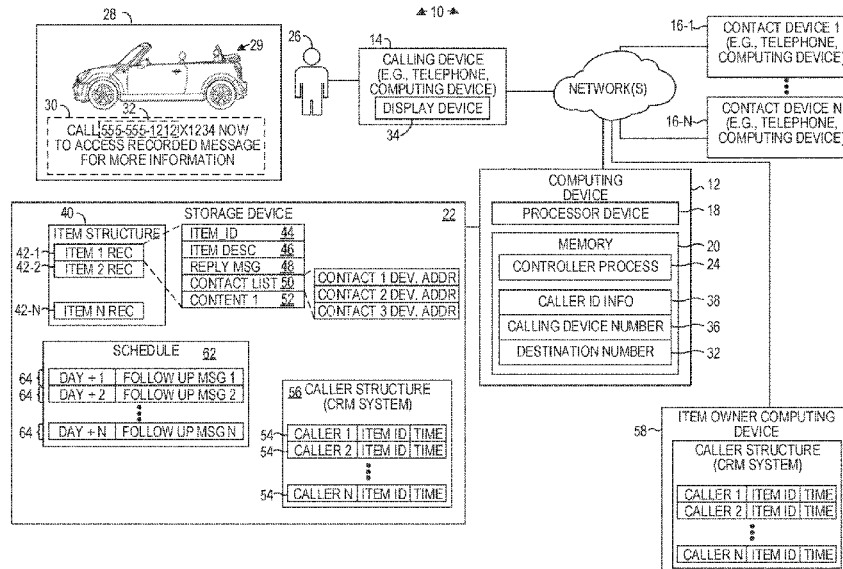 10
28
29
30
32
CALL 555-555-1212 X1234 NOW
TO ACCESS RECORDED MESSAGE
FOR MORE INFORMATION
26
14
CALLING DEVICE
(E.G., TELEPHONE,
COMPUTING DEVICE)
DISPLAY DEVICE
34
NETWORK(S)
16-1
CONTACT DEVICE 1
(E.G., TELEPHONE,
COMPUTING DEVICE)
16-N
CONTACT DEVICE N
(E.G., TELEPHONE,
COMPUTING DEVICE)
COMPUTING
DEVICE
12
PROCESSOR DEVICE
18
MEMORY
20
CONTROLLER PROCESS
24
CALLER ID INFO
38
CALLING DEVICE NUMBER
36
DESTINATION NUMBER
32
STORAGE DEVICE
22
40
ITEM STRUCTURE
42-1
ITEM 1 REC
42-2
ITEM 2 REC
42-N
ITEM N REC
ITEM_ID 44
ITEM DESC 46
REPLY MSG 48
CONTACT LIST 50
CONTENT 1 52
CONTACT 1 DEV. ADDR
CONTACT 2 DEV. ADDR
CONTACT 3 DEV. ADDR
SCHEDULE 62
64 DAY + 1 FOLLOW UP MSG 1
64 DAY + 2 FOLLOW UP MSG 2
64 DAY + N FOLLOW UP MSG N
56 CALLER STRUCTURE
(CRM SYSTEM)
54 CALLER 1 ITEM ID TIME
54 CALLER 2 ITEM ID TIME
54 CALLER N ITEM ID TIME
58
ITEM OWNER COMPUTING
DEVICE
CALLER STRUCTURE
(CRM SYSTEM)
CALLER 1 ITEM ID TIME
CALLER 2 ITEM ID TIME
CALLER N ITEM ID TIME